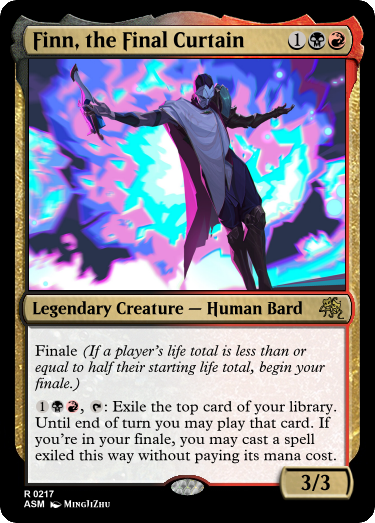 Finn, the Final Curtain 1
Legendary Creature — Human Bard
Finale (If a player's life total is less than or
equal to half their starting life total, begin your
finale.)
1, : Exile the top card of your library.
Until end of turn you may play that card. If
you're in your finale, you may cast a spell
exiled this way without paying its mana cost.
3/3
R 0217
ASM MingJiZhu